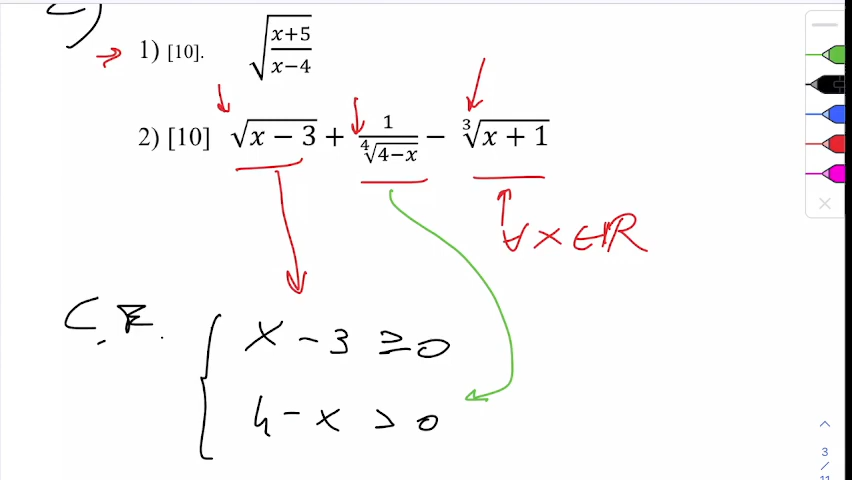 1) [10]. √((x+5)/(x−4))
2) [10] √(x − 3) + 1/∜(4−x) − ∛(x + 1)
∀ x ∈ ℝ
C.E.
{ x − 3 ≥ 0
4 − x > 0
3
/
11